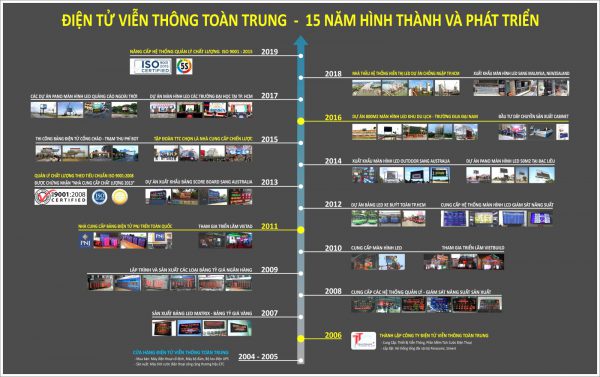 ĐIỆN TỬ VIỄN THÔNG TOÀN TRUNG - 15 NĂM HÌNH THÀNH VÀ PHÁT TRIỂN
NÂNG CẤP HỆ THỐNG QUẢN LÝ CHẤT LƯỢNG ISO 9001 : 2015
2019
ISO
CERTIFIED
5S
2018
NHÀ THẦU HỆ THỐNG HIỂN THỊ LED DỰ ÁN CHỐNG NGẬP TP.HCM
XUẤT KHẨU MÀN HÌNH LED SANG MALAYSIA, NEWZEALAND
CÁC DỰ ÁN PANO MÀN HÌNH LED QUẢNG CÁO NGOÀI TRỜI
DỰ ÁN MÀN HÌNH LED CÁC TRƯỜNG ĐẠI HỌC TẠI TP. HCM
2017
2016
DỰ ÁN 800M2 MÀN HÌNH LED KHU DU LỊCH - TRƯỜNG ĐUA ĐẠI NAM
ĐẦU TƯ DÂY CHUYỀN SẢN XUẤT CABINET
THI CÔNG BẢNG ĐIỆN TỬ CỔNG CHÀO - TRẠM THU PHÍ BOT
TẬP ĐOÀN TTC CHỌN LÀ NHÀ CUNG CẤP CHIẾN LƯỢC
2015
2014
XUẤT KHẨU MÀN HÌNH LED OUTDOOR SANG AUSTRALIA
DỰ ÁN PANO MÀN HÌNH LED 50M2 TẠI BẠC LIÊU
QUẢN LÝ CHẤT LƯỢNG THEO TIÊU CHUẨN ISO 9001:2008
ĐƯỢC CHỨNG NHẬN "NHÀ CUNG CẤP CHẤT LƯỢNG 2013"
DỰ ÁN XUẤT KHẨU BẢNG SCORE BOARD SANG AUSTRALIA
2013
9001:2008
CERTIFIED
2012
DỰ ÁN BẢNG LED XE BUÝT TOÀN TP.HCM
CUNG CẤP HỆ THỐNG MÀN HÌNH LED GIÁM SÁT NĂNG SUẤT
NHÀ CUNG CẤP BẢNG ĐIỆN TỬ PNJ TRÊN TOÀN QUỐC
THAM GIA TRIỂN LÃM VIETAD
2011
PNJ
PNJ
2010
CUNG CẤP MÀN HÌNH LED
THAM GIA TRIỂN LÃM VIETBUILD
LẬP TRÌNH VÀ SẢN XUẤT CÁC LOẠI BẢNG TỶ GIÁ NGÂN HÀNG
2009
2008
CUNG CẤP CÁC HỆ THỐNG QUẢN LÝ - GIÁM SÁT NĂNG SUẤT SẢN XUẤT
SẢN XUẤT BẢNG LED MATRIX - BẢNG TỶ GIÁ VÀNG
2007
2006
THÀNH LẬP CÔNG TY ĐIỆN TỬ VIỄN THÔNG TOÀN TRUNG
CỬA HÀNG ĐIỆN TỬ VIỄN THÔNG TOÀN TRUNG
2004 - 2005